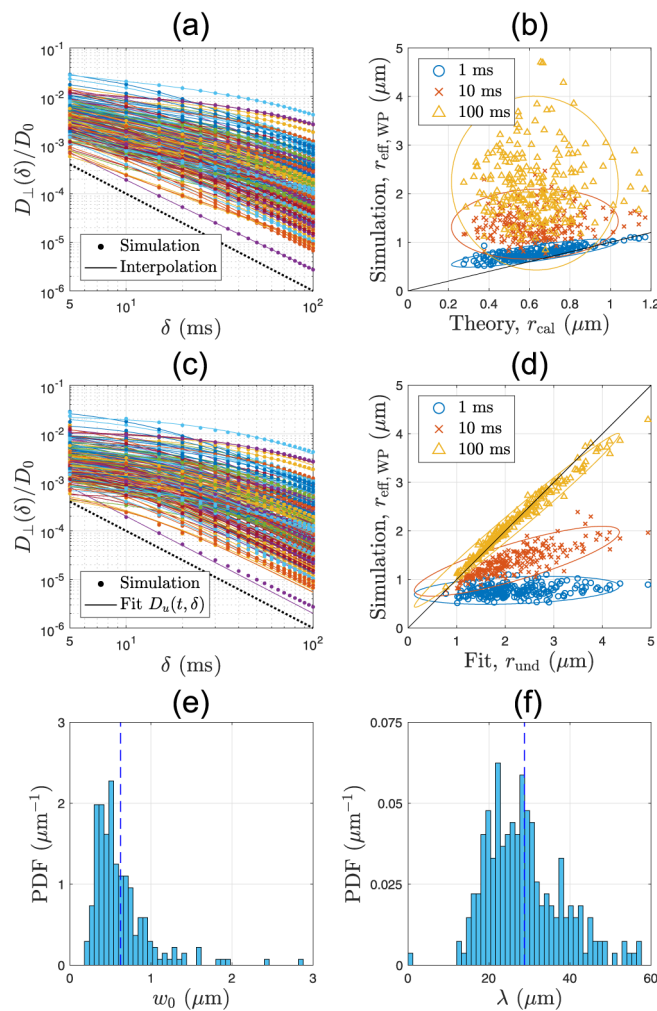 (a)
10^-1
10^-2
10^-3
10^-4
10^-5
10^-6
D⊥(δ)/D0
Simulation
Interpolation
5
10^1
10^2
δ (ms)
(b)
5
4
3
2
1
0
Simulation, r_eff,WP (μm)
1 ms
10 ms
100 ms
0 0.2 0.4 0.6 0.8 1 1.2
Theory, r_cal (μm)
(c)
10^-1
10^-2
10^-3
10^-4
10^-5
10^-6
D⊥(δ)/D0
Simulation
Fit D_u(t, δ)
5
10^1
10^2
δ (ms)
(d)
5
4
3
2
1
0
Simulation, r_eff,WP (μm)
1 ms
10 ms
100 ms
0 1 2 3 4 5
Fit, r_und (μm)
(e)
3
2
1
0
PDF (μm^-1)
0 1 2 3
w0 (μm)
(f)
0.075
0.05
0.025
0
PDF (μm^-1)
0 20 40 60
λ (μm)